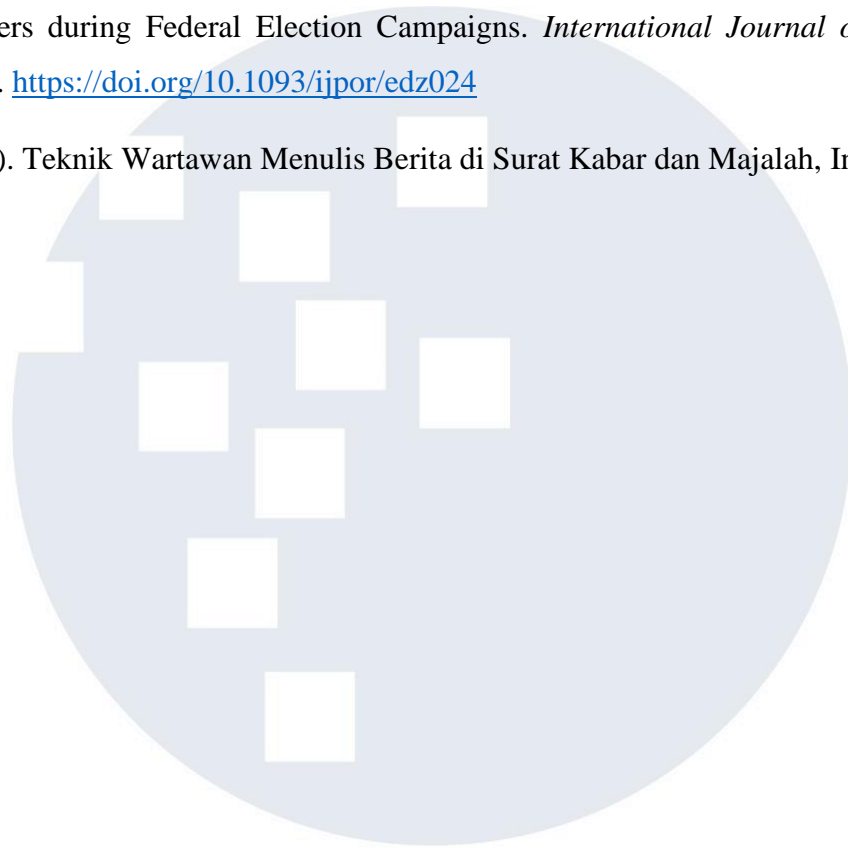 ers during Federal Election Campaigns. International Journal o
. https://doi.org/10.1093/ijpor/edz024
). Teknik Wartawan Menulis Berita di Surat Kabar dan Majalah, In